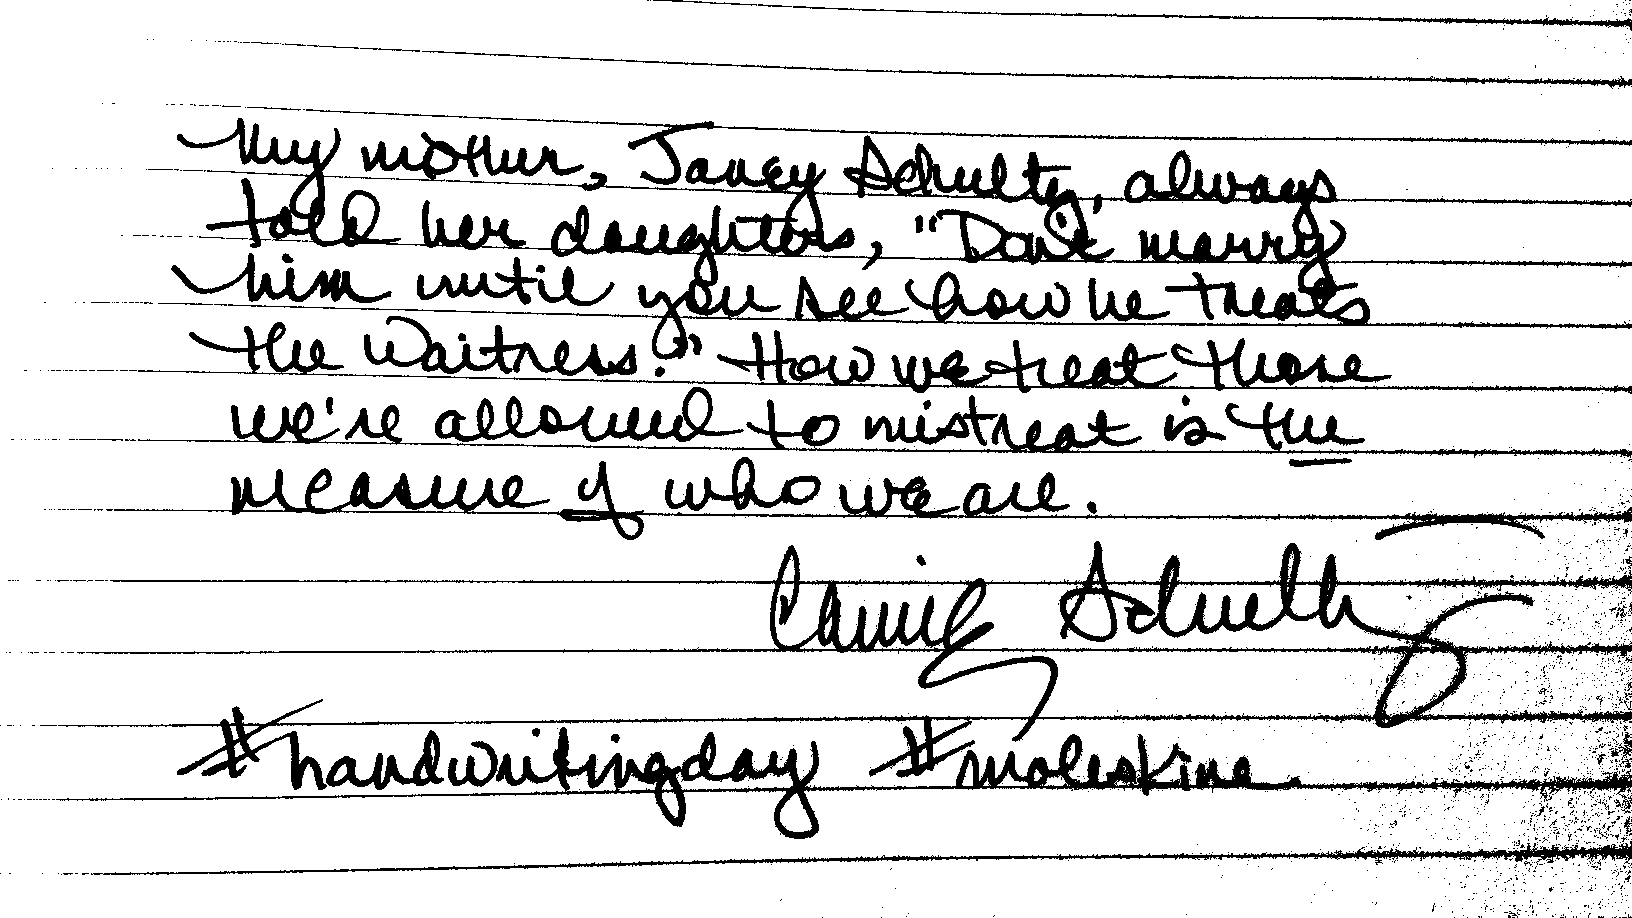 My mother, Janey Schultz, always
told her daughters, "Don't marry
him until you see how he treats
the waitress." How we treat those
we're allowed to mistreat is the
measure of who we are.
Connie Schultz
#handwritingday #moleskine